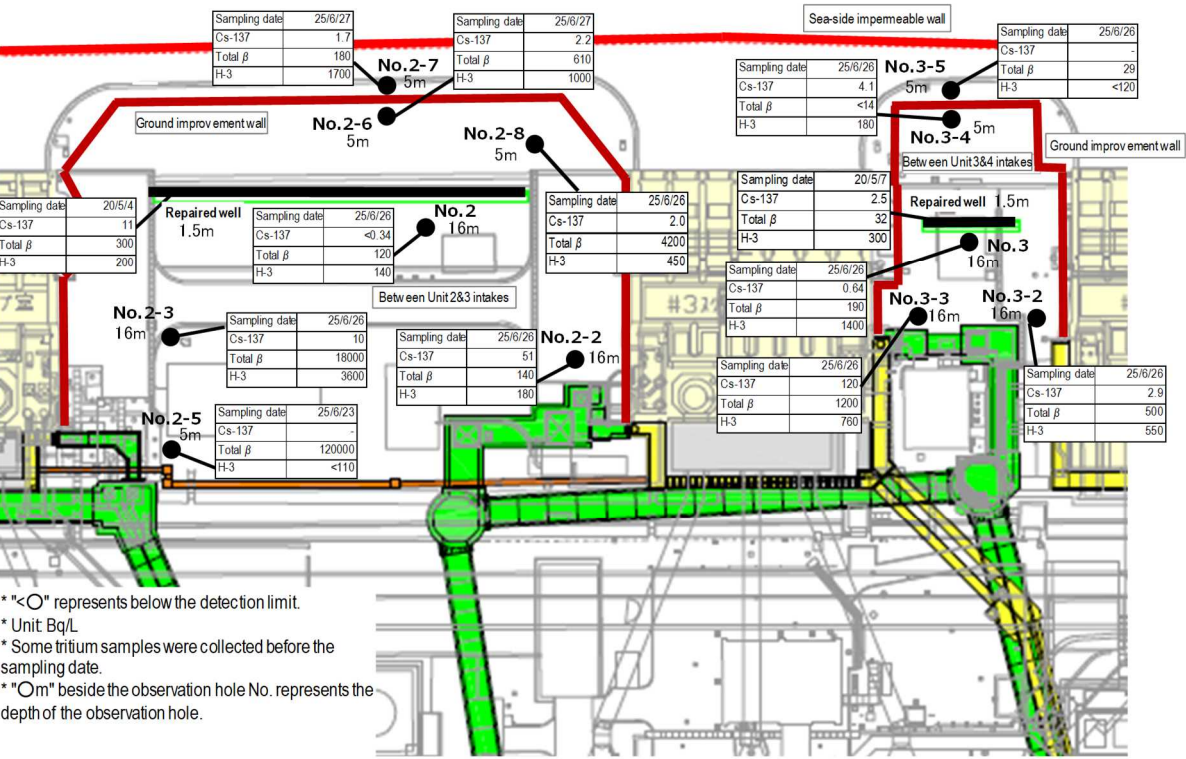 Sea-side impermeable wall
Sampling date 25/6/27
Cs-137 1.7
Total β 180
H-3 1700
No.2-7
5m
Sampling date 25/6/27
Cs-137 2.2
Total β 610
H-3 1000
No.2-6
5m
Ground improvement wall
No.2-8
5m
Sampling date 25/6/26
Cs-137 2.0
Total β 4200
H-3 450
Sampling date 25/6/26
Cs-137 4.1
Total β <14
H-3 180
No.3-5
5m
Sampling date 25/6/26
Cs-137 -
Total β 29
H-3 <120
No.3-4
5m
Ground improvement wall
Between Unit3&4 intakes
Sampling date 20/5/4
Cs-137 11
Total β 300
H-3 200
Repaired well
1.5m
Sampling date 25/6/26
Cs-137 <0.34
Total β 120
H-3 140
No.2
16m
Between Unit 2&3 intakes
Sampling date 20/5/7
Cs-137 2.5
Total β 32
H-3 300
Repaired well 1.5m
No.3
16m
Sampling date 25/6/26
Cs-137 0.64
Total β 190
H-3 1400
#3ｽｸ
No.2-3
16m
Sampling date 25/6/26
Cs-137 10
Total β 18000
H-3 3600
Sampling date 25/6/26
Cs-137 51
Total β 140
H-3 180
No.2-2
16m
No.3-3
16m
No.3-2
16m
Sampling date 25/6/26
Cs-137 120
Total β 1200
H-3 760
Sampling date 25/6/26
Cs-137 2.9
Total β 500
H-3 550
No.2-5
5m
Sampling date 25/6/23
Cs-137 -
Total β 120000
H-3 <110
* "<○" represents below the detection limit.
* Unit: Bq/L
* Some tritium samples were collected before the
sampling date.
* "○m" beside the observation hole No. represents the
depth of the observation hole.